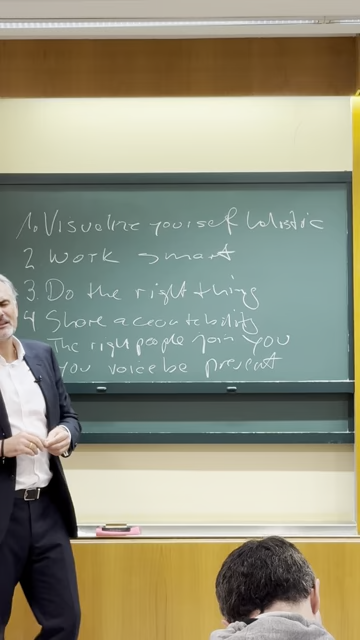 1. Visualize yourself holistic
2 Work smart
3. Do the right thing
4 Share accountability
The right people join you
you voice be present